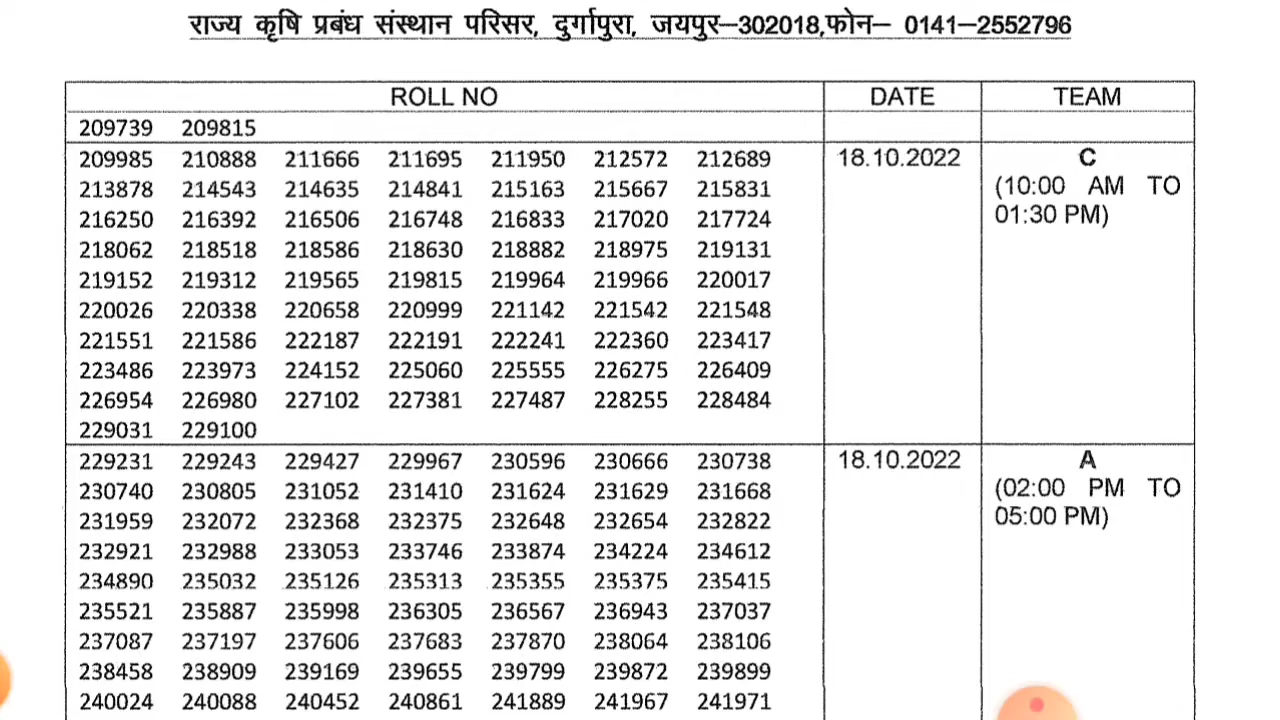 राज्य कृषि प्रबंध संस्थान परिसर, दुर्गापुरा, जयपुर–302018,फोन– 0141–2552796
ROLL NO DATE TEAM
209739 209815
209985 210888 211666 211695 211950 212572 212689 18.10.2022 C
213878 214543 214635 214841 215163 215667 215831 (10:00 AM TO
216250 216392 216506 216748 216833 217020 217724 01:30 PM)
218062 218518 218586 218630 218882 218975 219131
219152 219312 219565 219815 219964 219966 220017
220026 220338 220658 220999 221142 221542 221548
221551 221586 222187 222191 222241 222360 223417
223486 223973 224152 225060 225555 226275 226409
226954 226980 227102 227381 227487 228255 228484
229031 229100
229231 229243 229427 229967 230596 230666 230738 18.10.2022 A
230740 230805 231052 231410 231624 231629 231668 (02:00 PM TO
231959 232072 232368 232375 232648 232654 232822 05:00 PM)
232921 232988 233053 233746 233874 234224 234612
234890 235032 235126 235313 235355 235375 235415
235521 235887 235998 236305 236567 236943 237037
237087 237197 237606 237683 237870 238064 238106
238458 238909 239169 239655 239799 239872 239899
240024 240088 240452 240861 241889 241967 241971